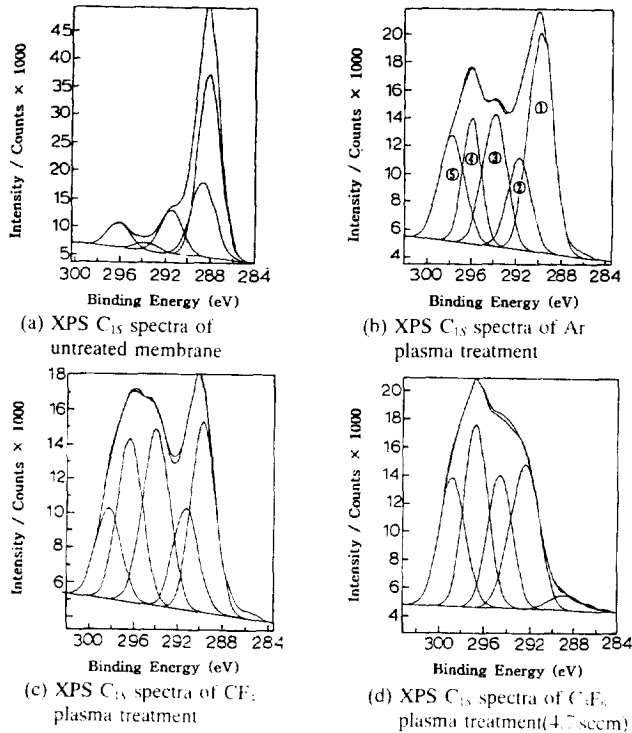 Intensity / Counts × 1000
45
40
35
30
25
20
15
10
5
300 296 292 288 284
Binding Energy (eV)
(a) XPS C1S spectra of
untreated membrane
Intensity / Counts × 1000
20
18
16
14
12
10
8
6
4
⑤ ④ ③ ② ①
300 296 292 288 284
Binding Energy (eV)
(b) XPS C1S spectra of Ar
plasma treatment
Intensity / Counts × 1000
18
16
14
12
10
8
6
300 296 292 288 284
Binding Energy (eV)
(c) XPS C1S spectra of
plasma treatment
Intensity / Counts × 1000
20
18
16
14
12
10
8
6
4
300 296 292 288 284
Binding Energy (eV)
(d) XPS C1S spectra of
plasma treatment(4.7 sccm)